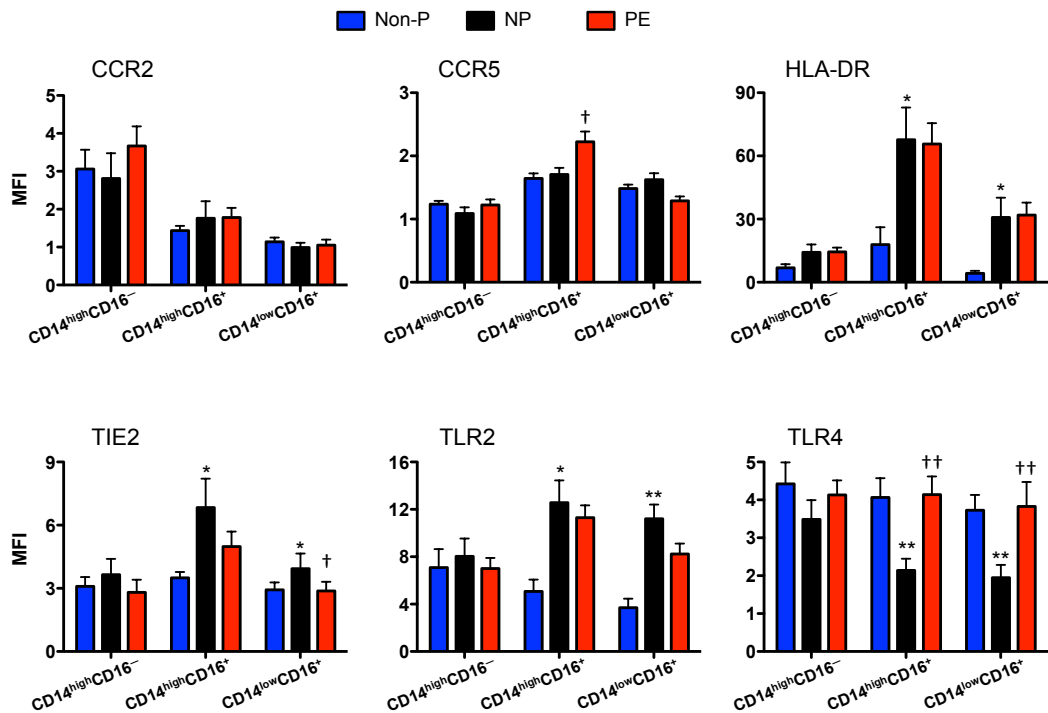 Non-P NP PE
CCR2
MFI
5
4
3
2
1
0
CD14highCD16−
CD14highCD16+
CD14lowCD16+
CCR5
3
2
1
0
†
CD14highCD16−
CD14highCD16+
CD14lowCD16+
HLA-DR
90
60
30
0
*
*
CD14highCD16−
CD14highCD16+
CD14lowCD16+
TIE2
MFI
9
6
3
0
*
*
†
CD14highCD16−
CD14highCD16+
CD14lowCD16+
TLR2
16
12
8
4
0
*
**
CD14highCD16−
CD14highCD16+
CD14lowCD16+
TLR4
5
4
3
2
1
0
**
††
**
††
CD14highCD16−
CD14highCD16+
CD14lowCD16+